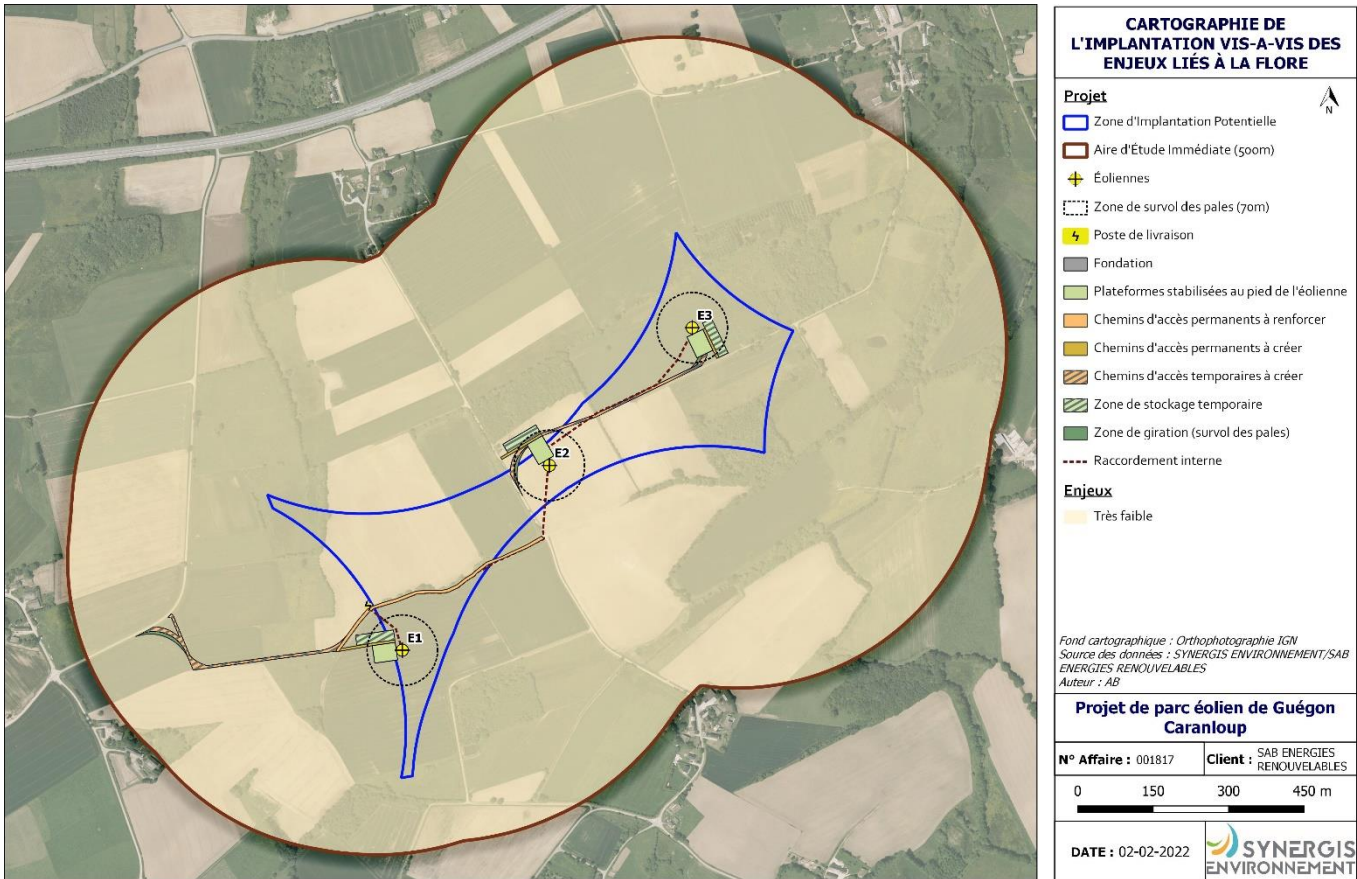 CARTOGRAPHIE DE
L'IMPLANTATION VIS-A-VIS DES
ENJEUX LIÉS À LA FLORE
Projet
N
Zone d'Implantation Potentielle
Aire d'Étude Immédiate (500m)
Éoliennes
Zone de survol des pales (70m)
Poste de livraison
Fondation
Plateformes stabilisées au pied de l'éolienne
Chemins d'accès permanents à renforcer
Chemins d'accès permanents à créer
Chemins d'accès temporaires à créer
Zone de stockage temporaire
Zone de giration (survol des pales)
Raccordement interne
Enjeux
Très faible
E3
E2
E1
Fond cartographique : Orthophotographie IGN
Source des données : SYNERGIS ENVIRONNEMENT/SAB
ENERGIES RENOUVELABLES
Auteur : AB
Projet de parc éolien de Guégon
Caranloup
N° Affaire : 001817
Client : SAB ENERGIES
RENOUVELABLES
0 150 300 450 m
DATE : 02-02-2022
SYNERGIS
ENVIRONNEMENT